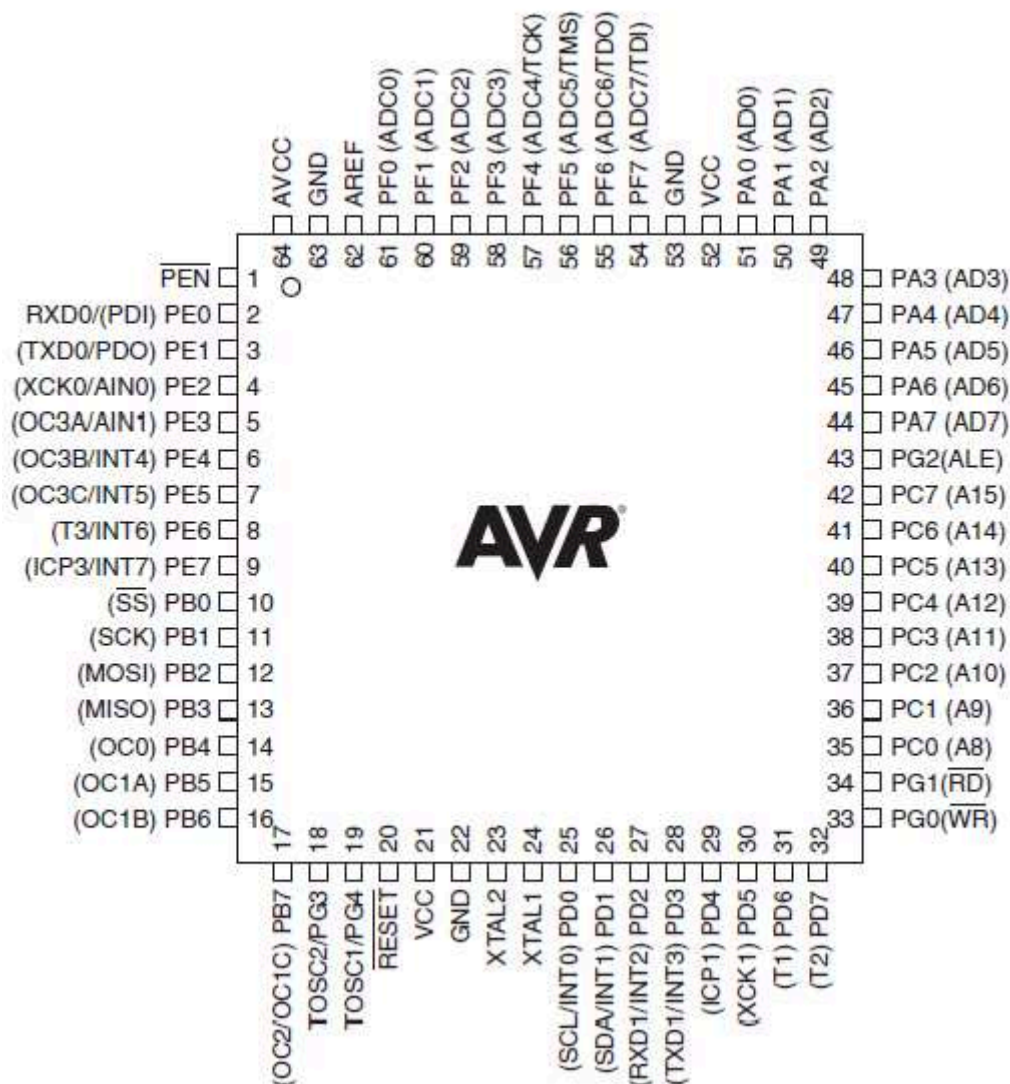 AVCC
GND
AREF
PF0 (ADC0)
PF1 (ADC1)
PF2 (ADC2)
PF3 (ADC3)
PF4 (ADC4/TCK)
PF5 (ADC5/TMS)
PF6 (ADC6/TDO)
PF7 (ADC7/TDI)
GND
VCC
PA0 (AD0)
PA1 (AD1)
PA2 (AD2)
64
63
62
61
60
59
58
57
56
55
54
53
52
51
50
49
PEN 1
RXD0/(PDI) PE0 2
(TXD0/PDO) PE1 3
(XCK0/AIN0) PE2 4
(OC3A/AIN1) PE3 5
(OC3B/INT4) PE4 6
(OC3C/INT5) PE5 7
(T3/INT6) PE6 8
(ICP3/INT7) PE7 9
(SS) PB0 10
(SCK) PB1 11
(MOSI) PB2 12
(MISO) PB3 13
(OC0) PB4 14
(OC1A) PB5 15
(OC1B) PB6 16
AVR®
48 PA3 (AD3)
47 PA4 (AD4)
46 PA5 (AD5)
45 PA6 (AD6)
44 PA7 (AD7)
43 PG2(ALE)
42 PC7 (A15)
41 PC6 (A14)
40 PC5 (A13)
39 PC4 (A12)
38 PC3 (A11)
37 PC2 (A10)
36 PC1 (A9)
35 PC0 (A8)
34 PG1(RD)
33 PG0(WR)
17
18
19
20
21
22
23
24
25
26
27
28
29
30
31
32
(OC2/OC1C) PB7
TOSC2/PG3
TOSC1/PG4
RESET
VCC
GND
XTAL2
XTAL1
(SCL/INT0) PD0
(SDA/INT1) PD1
(RXD1/INT2) PD2
(TXD1/INT3) PD3
(ICP1) PD4
(XCK1) PD5
(T1) PD6
(T2) PD7